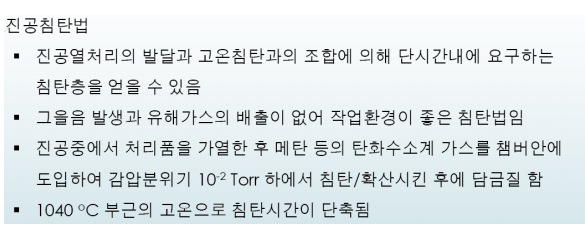 진공침탄법
▪ 진공열처리의 발달과 고온침탄과의 조합에 의해 단시간내에 요구하는
침탄층을 얻을 수 있음
▪ 그을음 발생과 유해가스의 배출이 없어 작업환경이 좋은 침탄법임
▪ 진공중에서 처리품을 가열한 후 메탄 등의 탄화수소계 가스를 챔버안에
도입하여 감압분위기 10⁻² Torr 하에서 침탄/확산시킨 후에 담금질 함
▪ 1040 ºC 부근의 고온으로 침탄시간이 단축됨